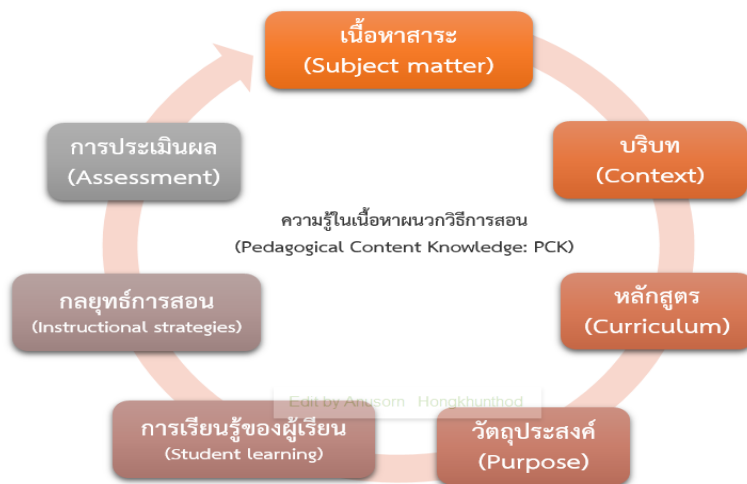 เนื้อหาสาระ
(Subject matter)
บริบท
(Context)
หลักสูตร
(Curriculum)
วัตถุประสงค์
(Purpose)
การเรียนรู้ของผู้เรียน
(Student learning)
กลยุทธ์การสอน
(Instructional strategies)
การประเมินผล
(Assessment)
ความรู้ในเนื้อหาผนวกวิธีการสอน
(Pedagogical Content Knowledge: PCK)
Edit by Anusorn Hongkhunthod